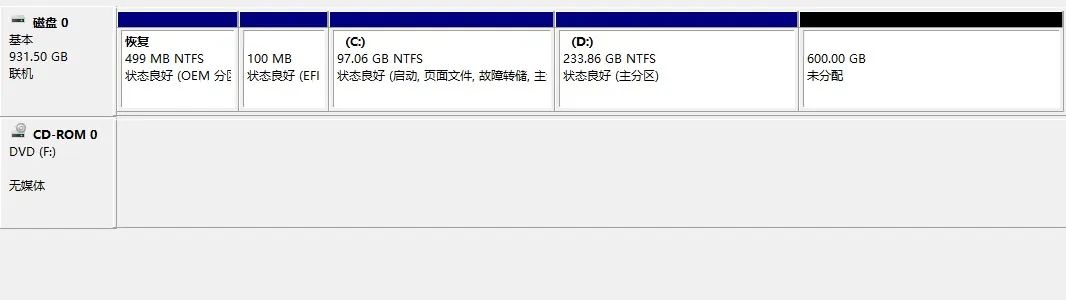 磁盘 0
基本
931.50 GB
联机
恢复
499 MB NTFS
状态良好 (OEM 分区
100 MB
状态良好 (EFI
(C:)
97.06 GB NTFS
状态良好 (启动, 页面文件, 故障转储, 主
(D:)
233.86 GB NTFS
状态良好 (主分区)
600.00 GB
未分配
CD-ROM 0
DVD (F:)
无媒体